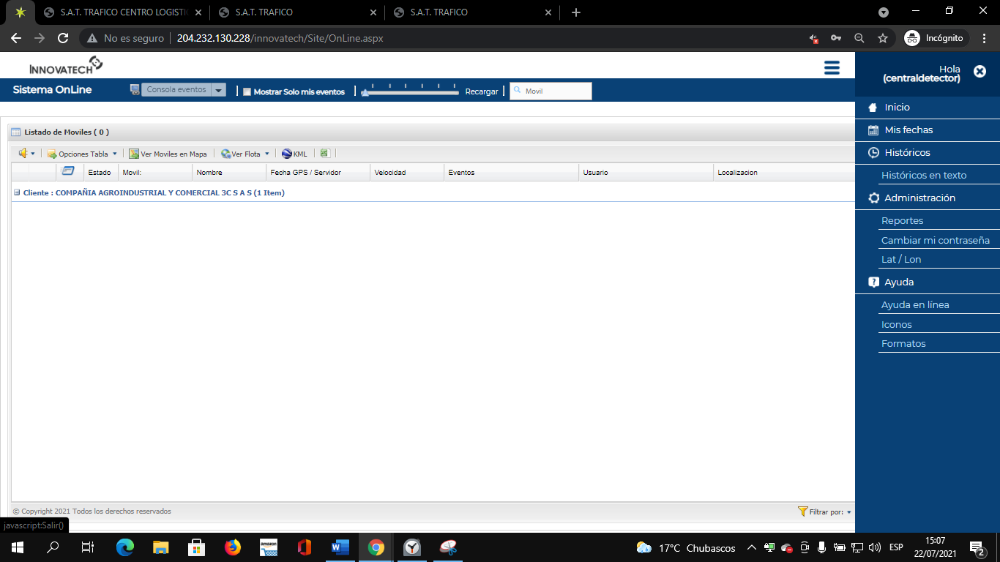 S.A.T. TRAFICO CENTRO LOGISTIC
S.A.T. TRAFICO
S.A.T. TRAFICO
No es seguro
204.232.130.228/innovatech/Site/OnLine.aspx
Incógnito
INNOVATECH
Hola
(centraldetector)
Sistema OnLine
Consola eventos
Mostrar Solo mis eventos
Recargar
Movil
Inicio
Mis fechas
Históricos
Históricos en texto
Administración
Reportes
Cambiar mi contraseña
Lat / Lon
Ayuda
Ayuda en línea
Iconos
Formatos
Listado de Moviles ( 0 )
Opciones Tabla
Ver Moviles en Mapa
Ver Flota
KML
Estado
Movil:
Nombre
Fecha GPS / Servidor
Velocidad
Eventos
Usuario
Localizacion
Cliente : COMPAÑIA AGROINDUSTRIAL Y COMERCIAL 3C S A S (1 Item)
© Copyright 2021 Todos los derechos reservados
Filtrar por:
javascript:Salir()
amazon
17°C Chubascos
ESP
15:07
22/07/2021
2